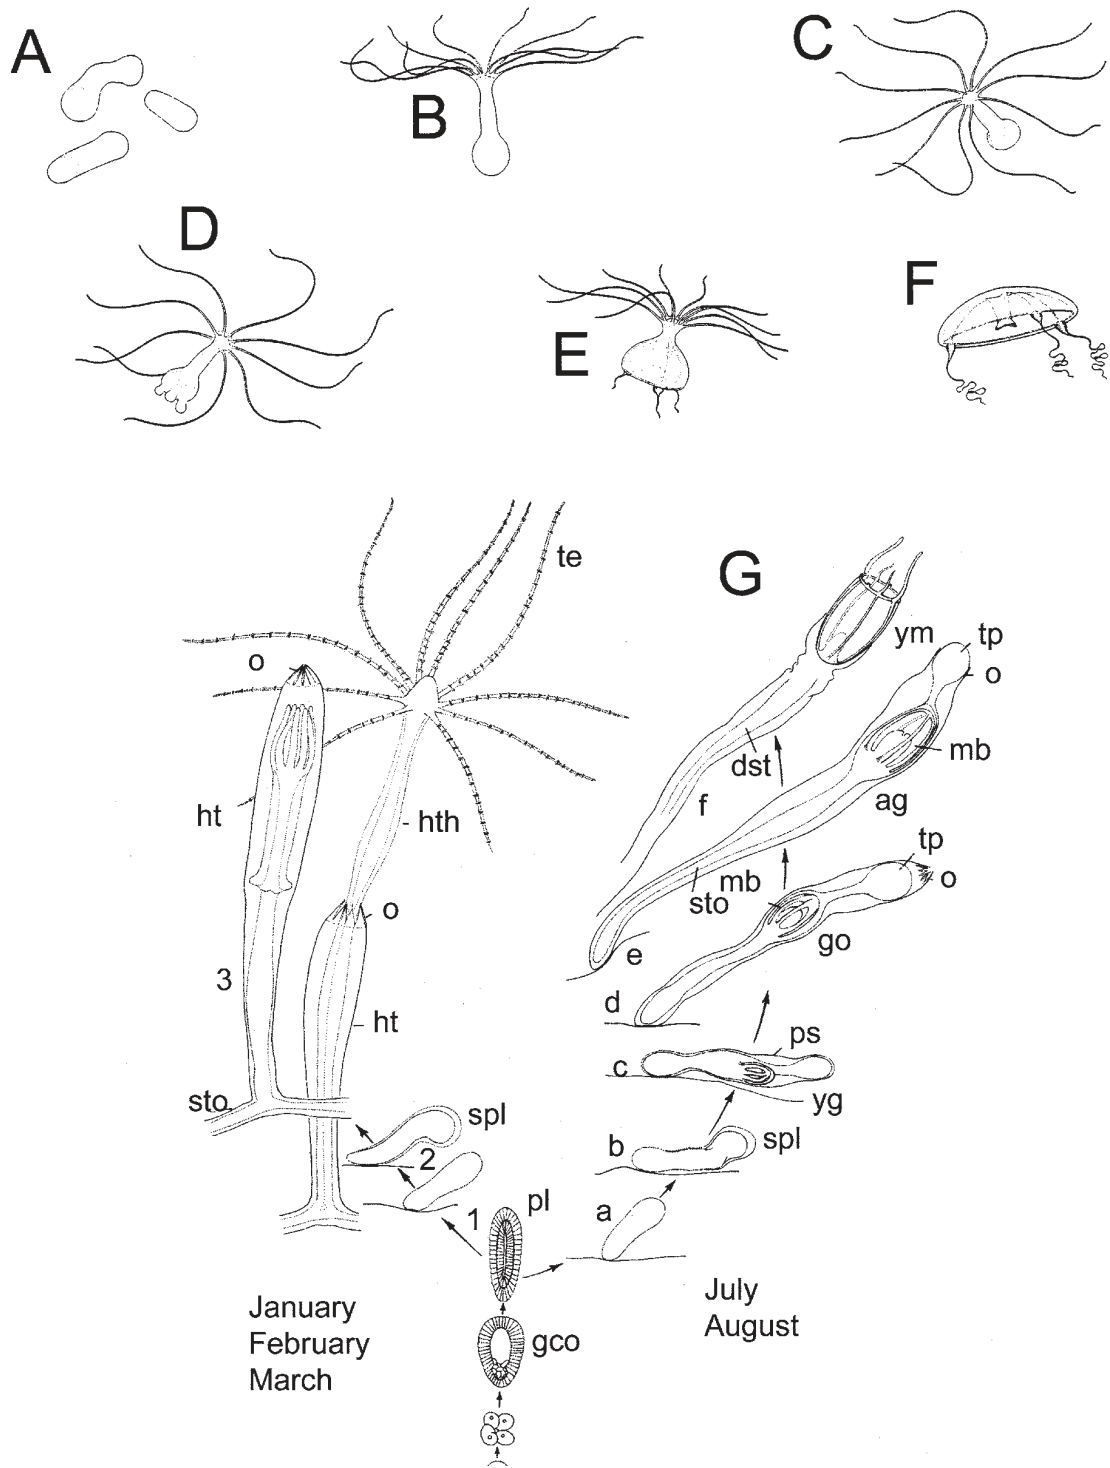 A
B
C
D
E
F
G
te
o
ym
tp
o
dst
mb
ht
hth
f
ag
tp
mb
o
sto
o
go
3
e
d
ht
ps
c
sto
yg
spl
b
spl
2
a
pl
1
January
February
March
July
August
gco